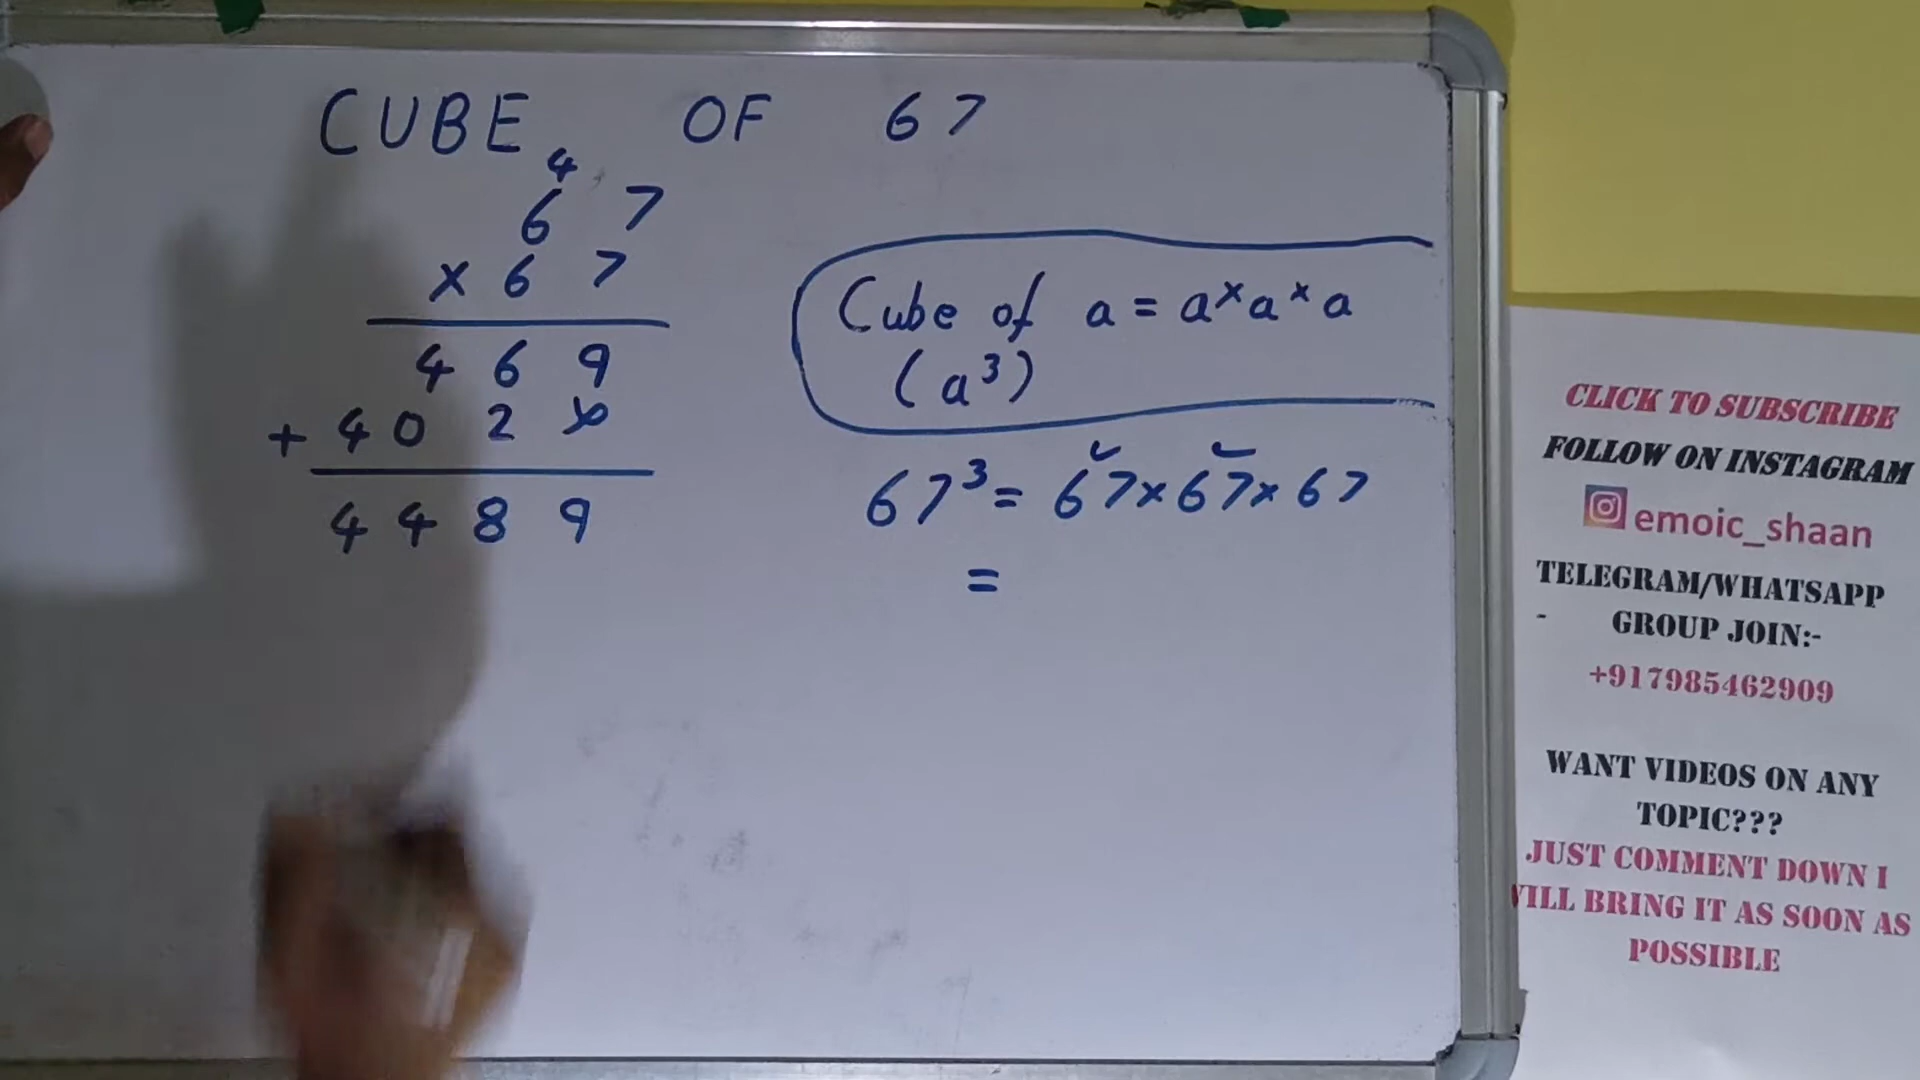 CUBE OF 67
4
6 7
x 6 7
4 6 9
+ 4 0 2 x
4 4 8 9
Cube of a = a x a x a
(a³)
67³ = 67 x 67 x 67
=
CLICK TO SUBSCRIBE
FOLLOW ON INSTAGRAM
emoic_shaan
TELEGRAM/WHATSAPP
- GROUP JOIN:-
+917985462909
WANT VIDEOS ON ANY
TOPIC???
JUST COMMENT DOWN I
WILL BRING IT AS SOON AS
POSSIBLE